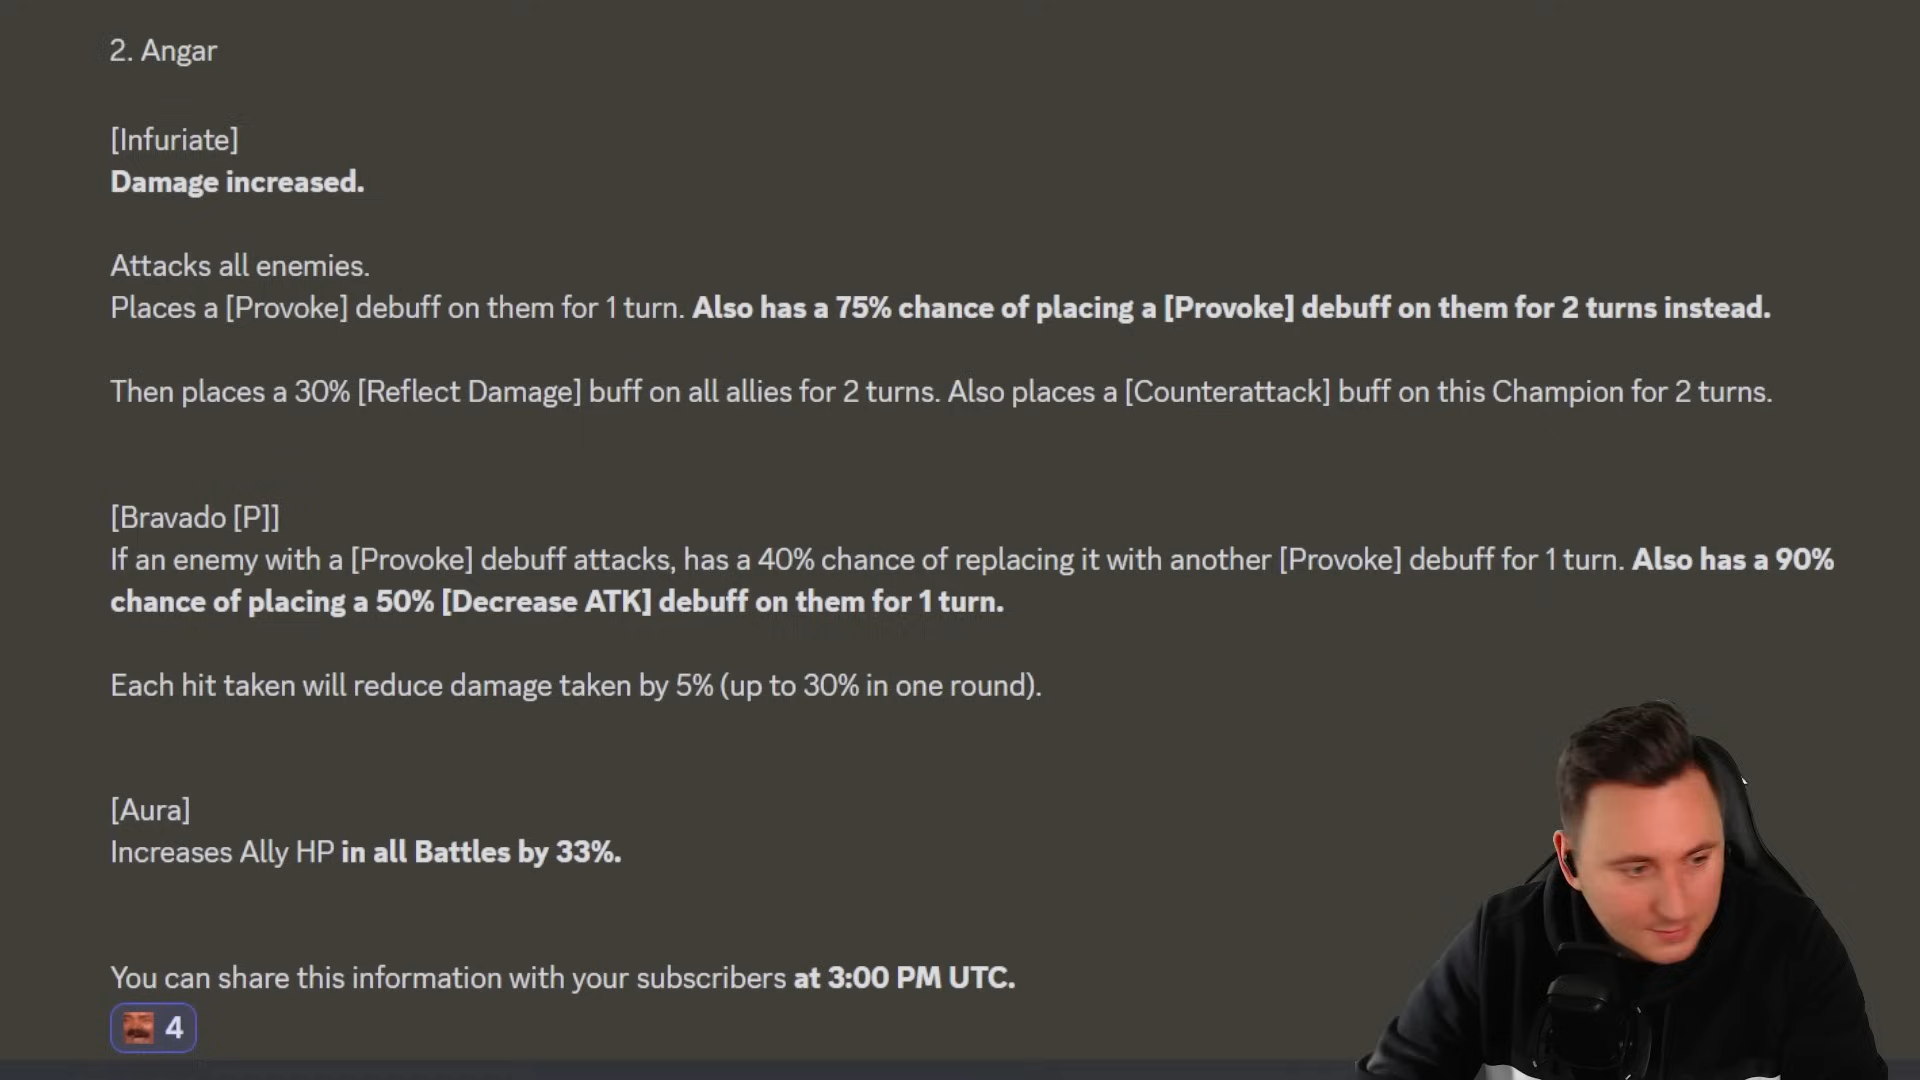 2. Angar
[Infuriate]
Damage increased.
Attacks all enemies.
Places a [Provoke] debuff on them for 1 turn. Also has a 75% chance of placing a [Provoke] debuff on them for 2 turns instead.
Then places a 30% [Reflect Damage] buff on all allies for 2 turns. Also places a [Counterattack] buff on this Champion for 2 turns.
[Bravado [P]]
If an enemy with a [Provoke] debuff attacks, has a 40% chance of replacing it with another [Provoke] debuff for 1 turn. Also has a 90%
chance of placing a 50% [Decrease ATK] debuff on them for 1 turn.
Each hit taken will reduce damage taken by 5% (up to 30% in one round).
[Aura]
Increases Ally HP in all Battles by 33%.
You can share this information with your subscribers at 3:00 PM UTC.
4